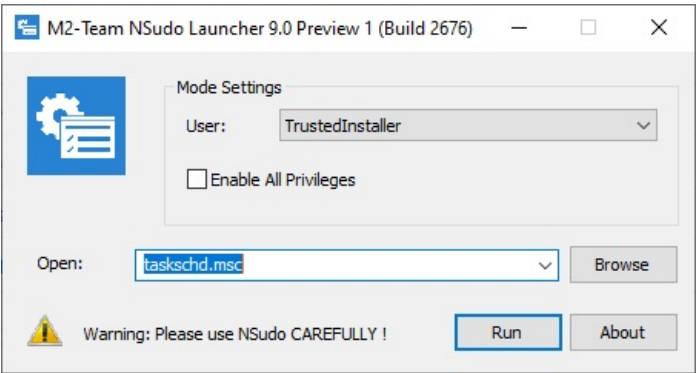 M2-Team NSudo Launcher 9.0 Preview 1 (Build 2676)
Mode Settings
User: TrustedInstaller
Enable All Privileges
Open: taskschd.msc Browse
Warning: Please use NSudo CAREFULLY ! Run About